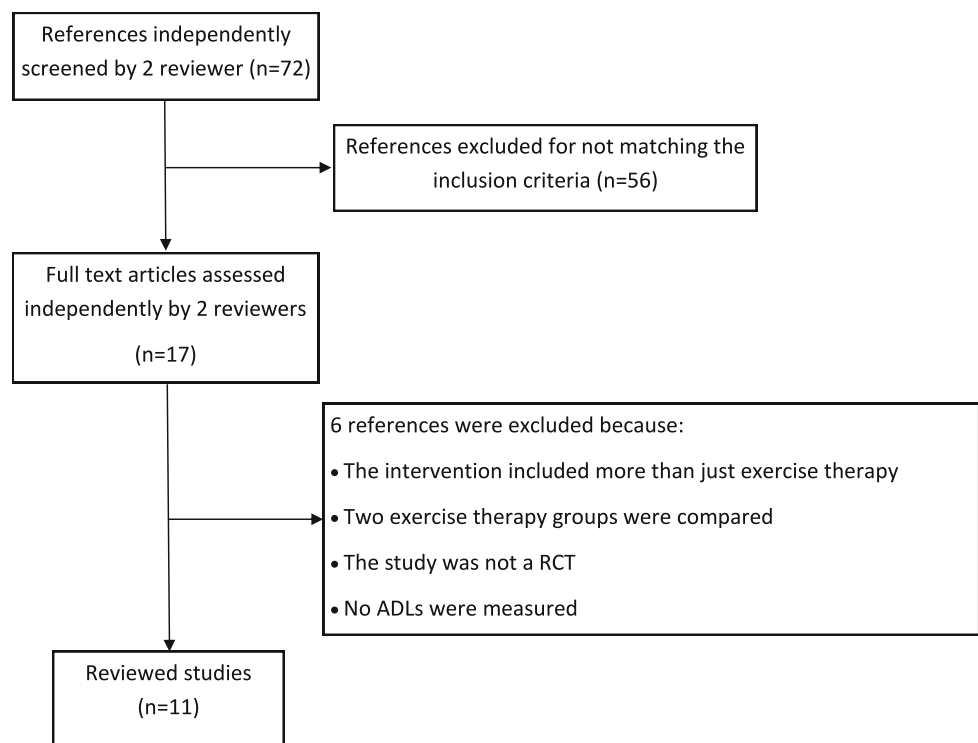 References independently
screened by 2 reviewer (n=72)
References excluded for not matching the
inclusion criteria (n=56)
Full text articles assessed
independently by 2 reviewers
(n=17)
6 references were excluded because:
• The intervention included more than just exercise therapy
• Two exercise therapy groups were compared
• The study was not a RCT
• No ADLs were measured
Reviewed studies
(n=11)